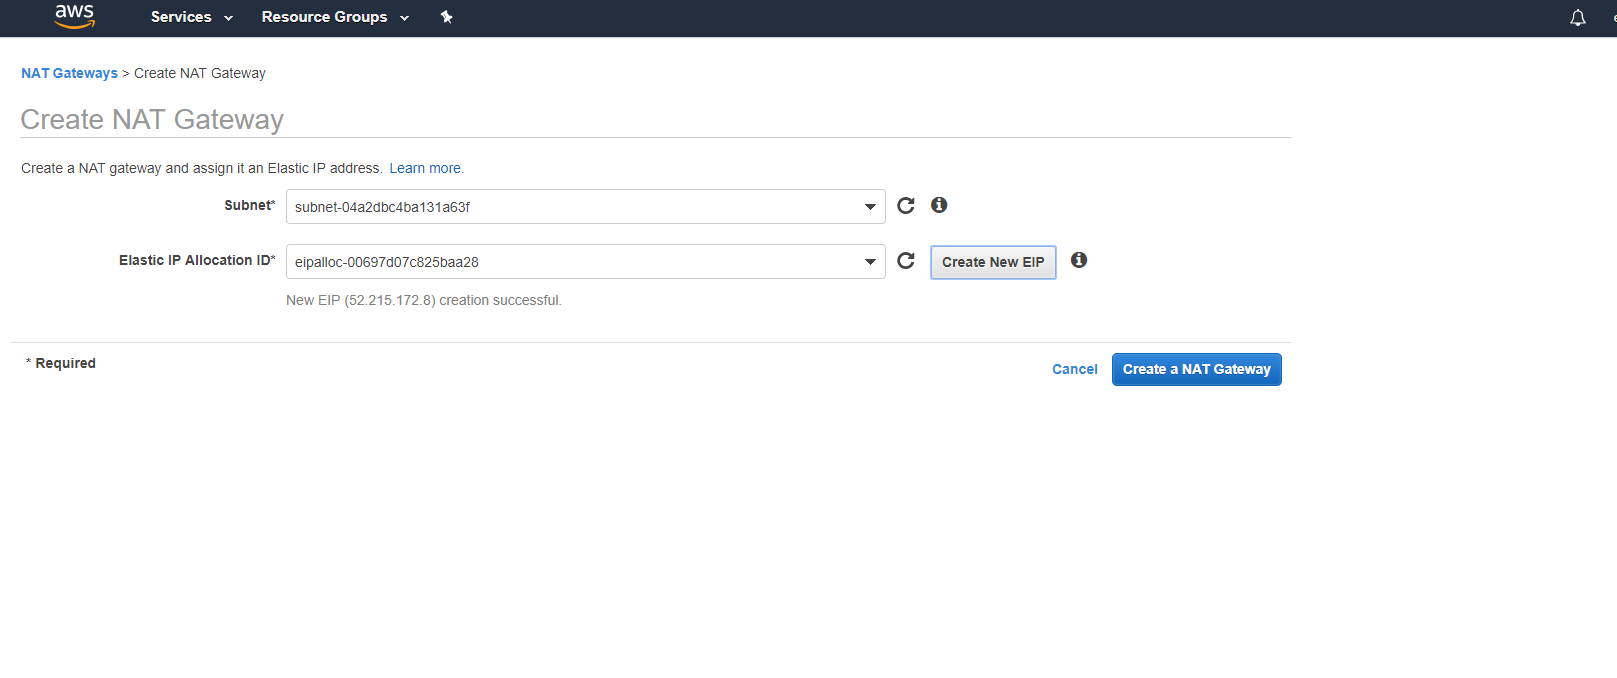 aws Services Resource Groups
NAT Gateways > Create NAT Gateway
Create NAT Gateway
Create a NAT gateway and assign it an Elastic IP address. Learn more.
Subnet* subnet-04a2dbc4ba131a63f
Elastic IP Allocation ID* eipalloc-00697d07c825baa28 Create New EIP
New EIP (52.215.172.8) creation successful.
* Required
Cancel Create a NAT Gateway